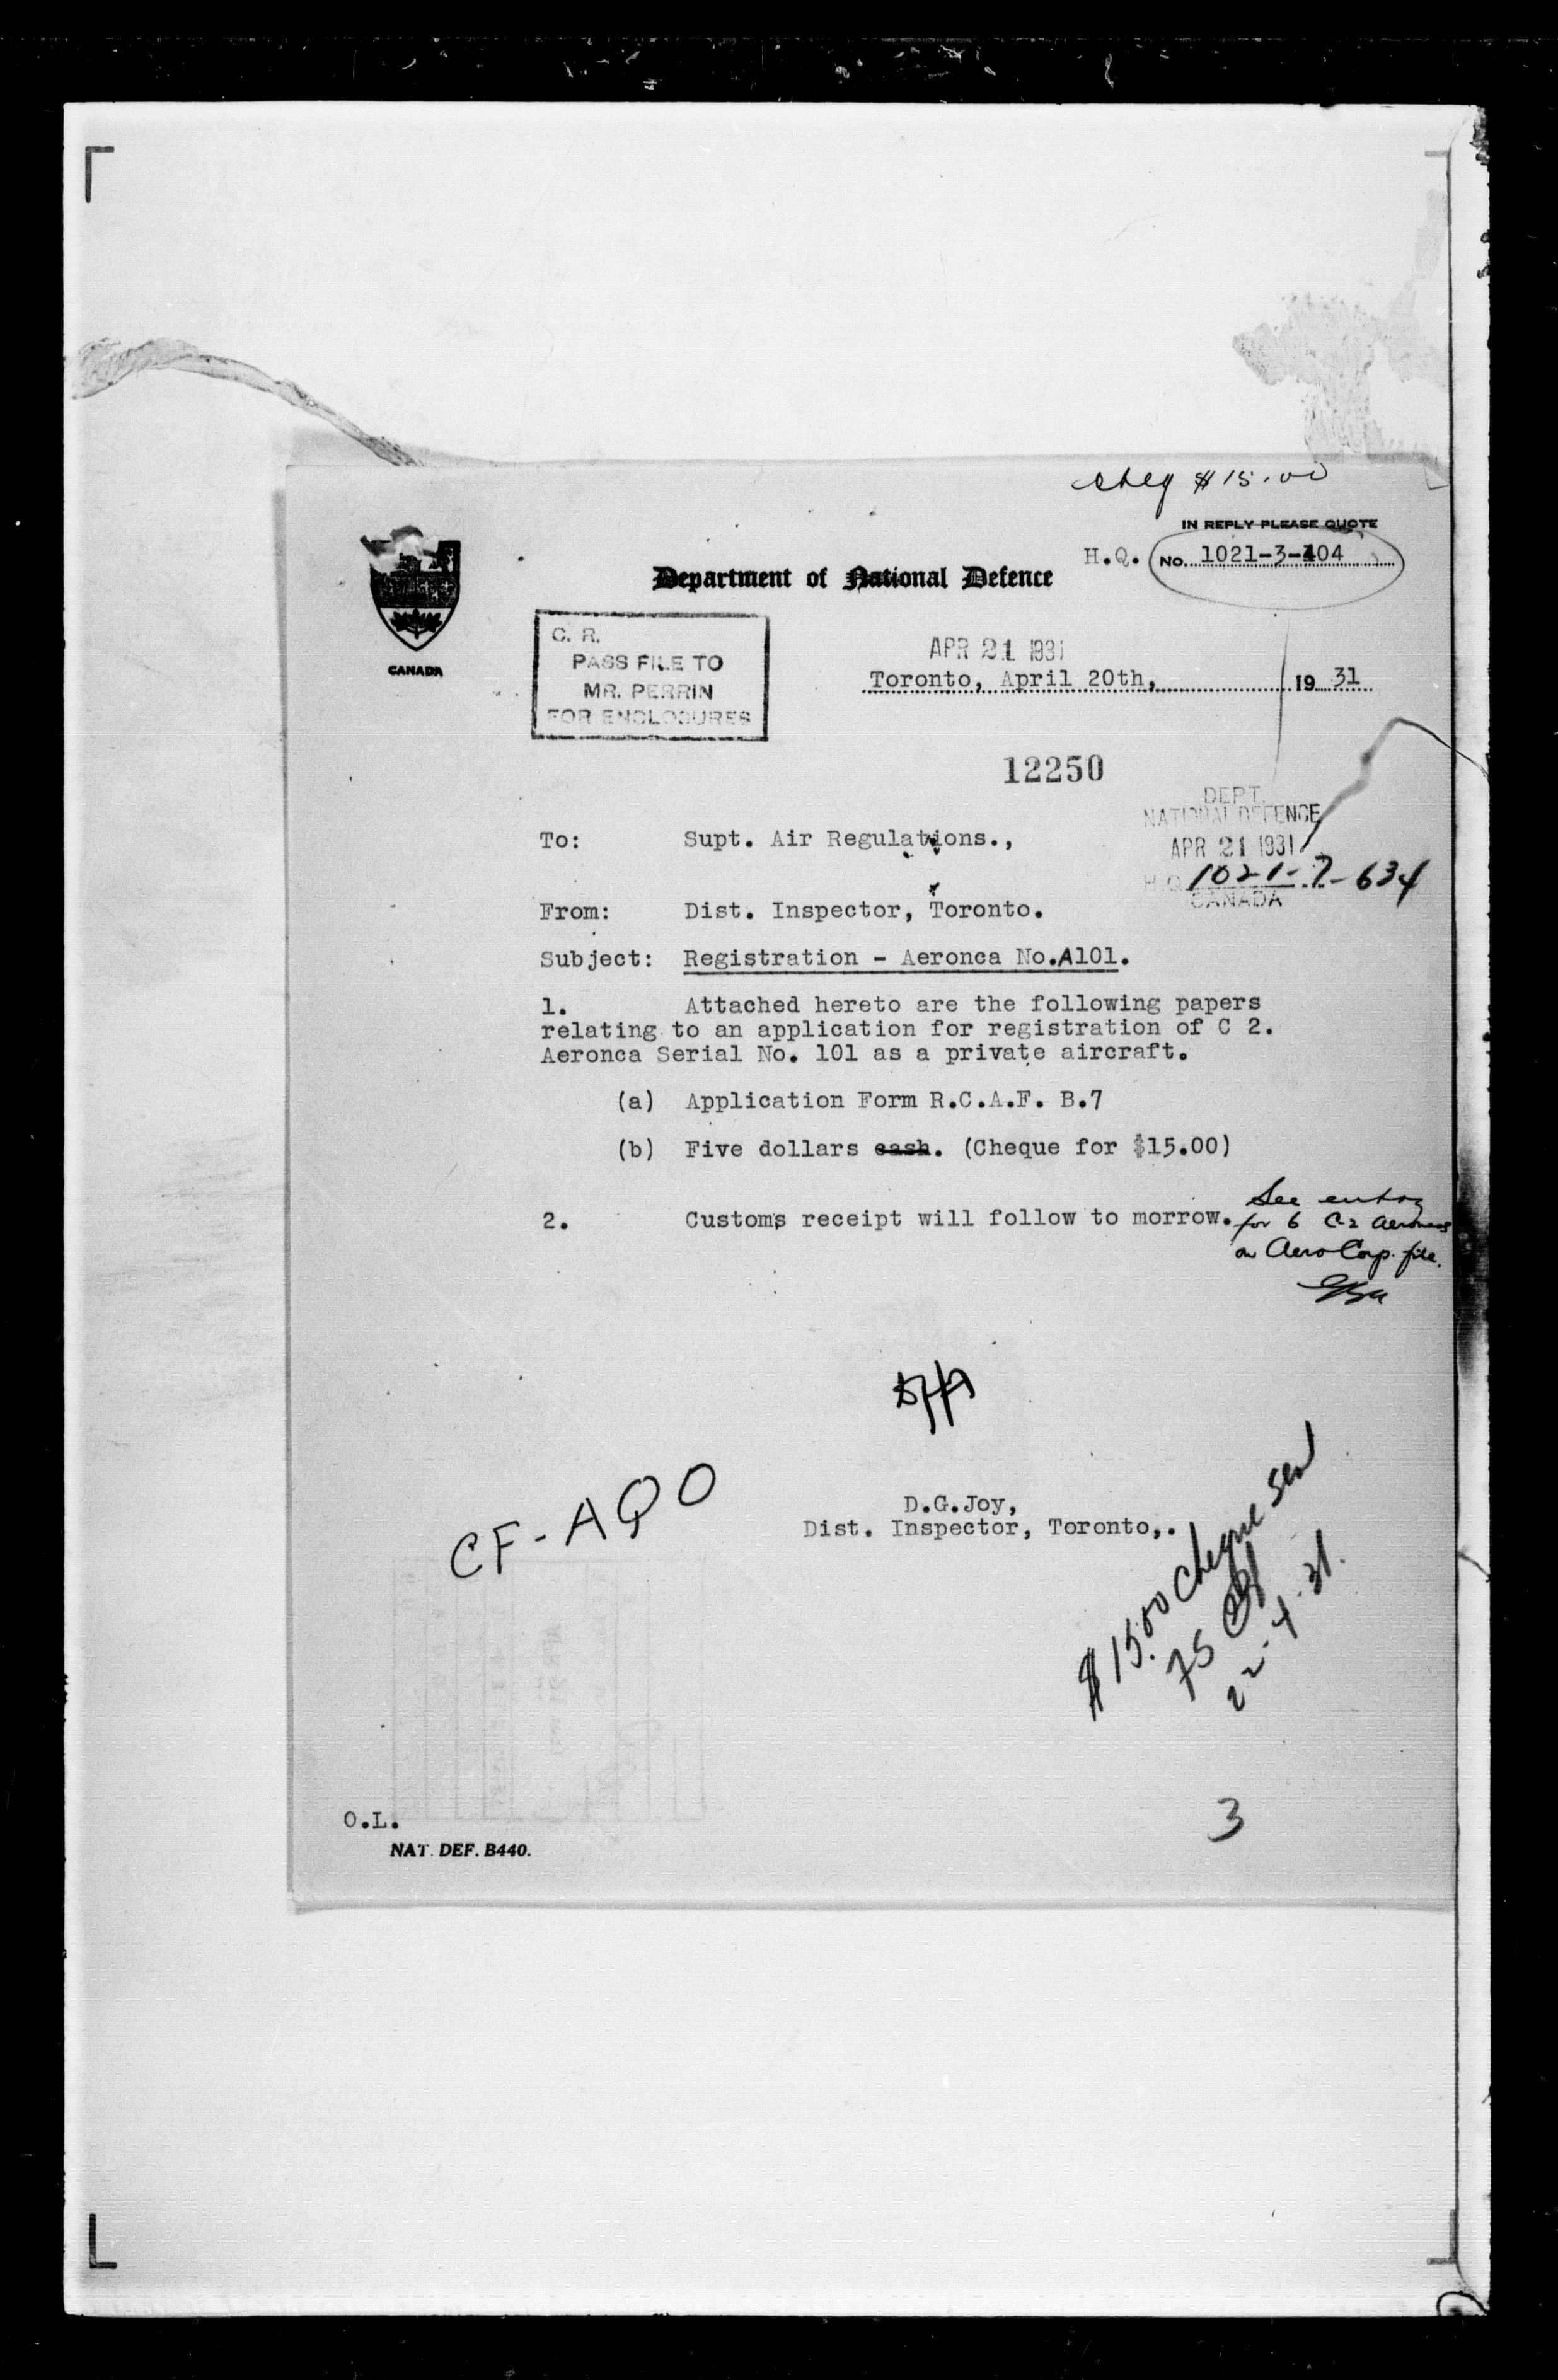 Cheq $15.00
IN REPLY PLEASE QUOTE
H.Q. No. 1021-3-104
Department of National Defence
CANADA
C. R.
PASS FILE TO
MR. PERRIN
FOR ENCLOSURES
APR 21 1931
Toronto, April 20th, 1931
12250
DEPT.
NATIONAL DEFENCE
APR 21 1931
H.Q. 1021-7-634
CANADA
To: Supt. Air Regulations.,
From: Dist. Inspector, Toronto.
Subject: Registration - Aeronca No.A101.
1. Attached hereto are the following papers
relating to an application for registration of C 2.
Aeronca Serial No. 101 as a private aircraft.
(a) Application Form R.C.A.F. B.7
(b) Five dollars cash. (Cheque for $15.00)
2. Customs receipt will follow to morrow.
See entry
for 6 C-2 Aeroncas
on Aero Corp. file.
CF-AQO
D.G.Joy,
Dist. Inspector, Toronto,.
$15.00 Cheque sent
22-4-31.
3
O.L.
NAT. DEF. B440.